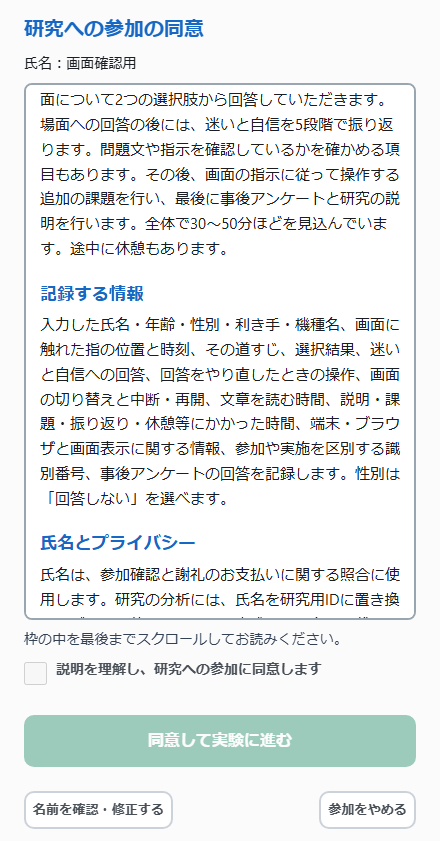 研究への参加の同意
氏名：画面確認用
面について2つの選択肢から回答していただきます。
場面への回答の後には、迷いと自信を5段階で振り返
ります。問題文や指示を確認しているかを確かめる項
目もあります。その後、画面の指示に従って操作する
追加の課題を行い、最後に事後アンケートと研究の説
明を行います。全体で30〜50分ほどを見込んでいま
す。途中に休憩もあります。
記録する情報
入力した氏名・年齢・性別・利き手・機種名、画面に
触れた指の位置と時刻、その道すじ、選択結果、迷い
と自信への回答、回答をやり直したときの操作、画面
の切り替えと中断・再開、文章を読む時間、説明・課
題・振り返り・休憩等にかかった時間、端末・ブラウ
ザと画面表示に関する情報、参加や実施を区別する識
別番号、事後アンケートの回答を記録します。性別は
「回答しない」を選べます。
氏名とプライバシー
氏名は、参加確認と謝礼のお支払いに関する照合に使
用します。研究の分析には、氏名を研究用IDに置き換
枠の中を最後までスクロールしてお読みください。
説明を理解し、研究への参加に同意します
同意して実験に進む
名前を確認・修正する
参加をやめる